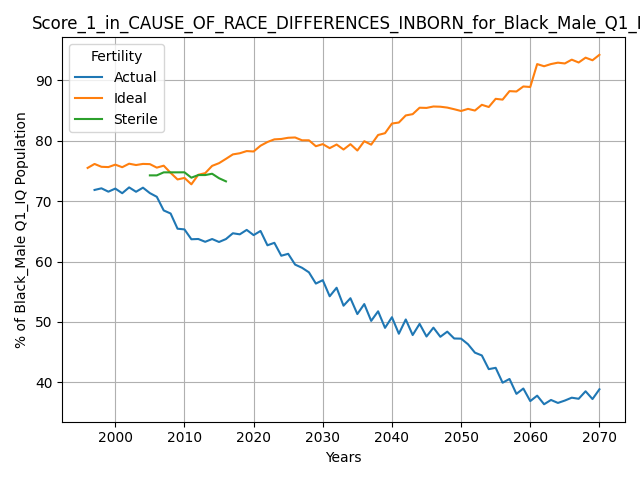 Score_1_in_CAUSE_OF_RACE_DIFFERENCES_INBORN_for_Black_Male_Q1_I
Fertility
Actual
Ideal
Sterile
% of Black_Male Q1_IQ Population
90
80
70
60
50
40
2000 2010 2020 2030 2040 2050 2060 2070
Years